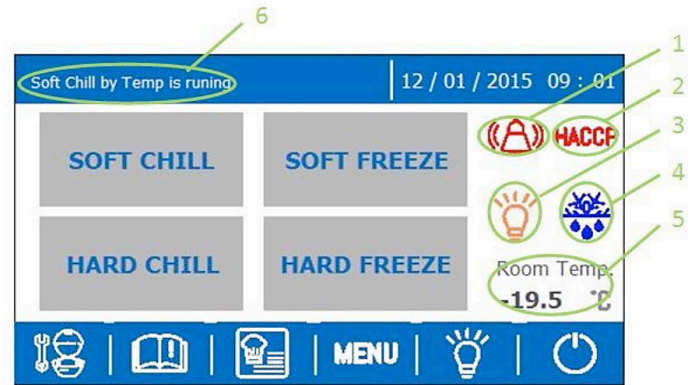 6
Soft Chill by Temp is runing
12 / 01 / 2015 09 : 01
1
HACCP
2
SOFT CHILL
SOFT FREEZE
3
4
HARD CHILL
HARD FREEZE
5
Room Temp.
-19.5 °C
MENU